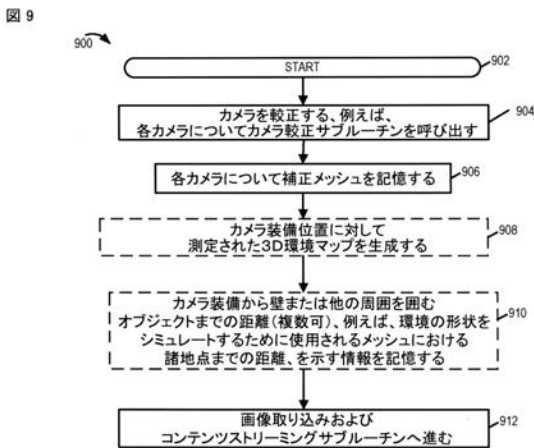 図 9
900
START
902
カメラを較正する、例えば、
各カメラについてカメラ較正サブルーチンを呼び出す
904
各カメラについて補正メッシュを記憶する
906
カメラ装備位置に対して
測定された3D環境マップを生成する
908
カメラ装備から壁または他の周囲を囲む
オブジェクトまでの距離(複数可)、例えば、環境の形状を
シミュレートするために使用されるメッシュにおける
諸地点までの距離、を示す情報を記憶する
910
画像取り込みおよび
コンテンツストリーミングサブルーチンへ進む
912